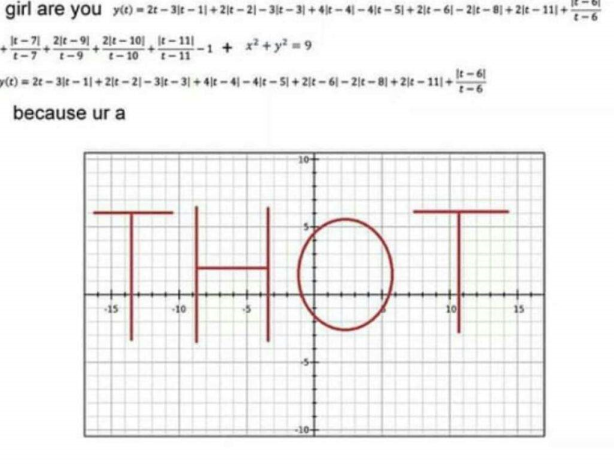 girl are you y(t) = 2t − 3|t − 1| + 2|t − 2| − 3|t − 3| + 4|t − 4| − 4|t − 5| + 2|t − 6| − 2|t − 8| + 2|t − 11| + |t − 6|/t − 6
+ |t − 7|/t − 7 + 2|t − 9|/t − 9 + 2|t − 10|/t − 10 + |t − 11|/t − 11 − 1 + x² + y² = 9
y(t) = 2t − 3|t − 1| + 2|t − 2| − 3|t − 3| + 4|t − 4| − 4|t − 5| + 2|t − 6| − 2|t − 8| + 2|t − 11| + |t − 6|/t − 6
because ur a
10
THOT
5
-15 -10 -5 5 10 15
-5
-10